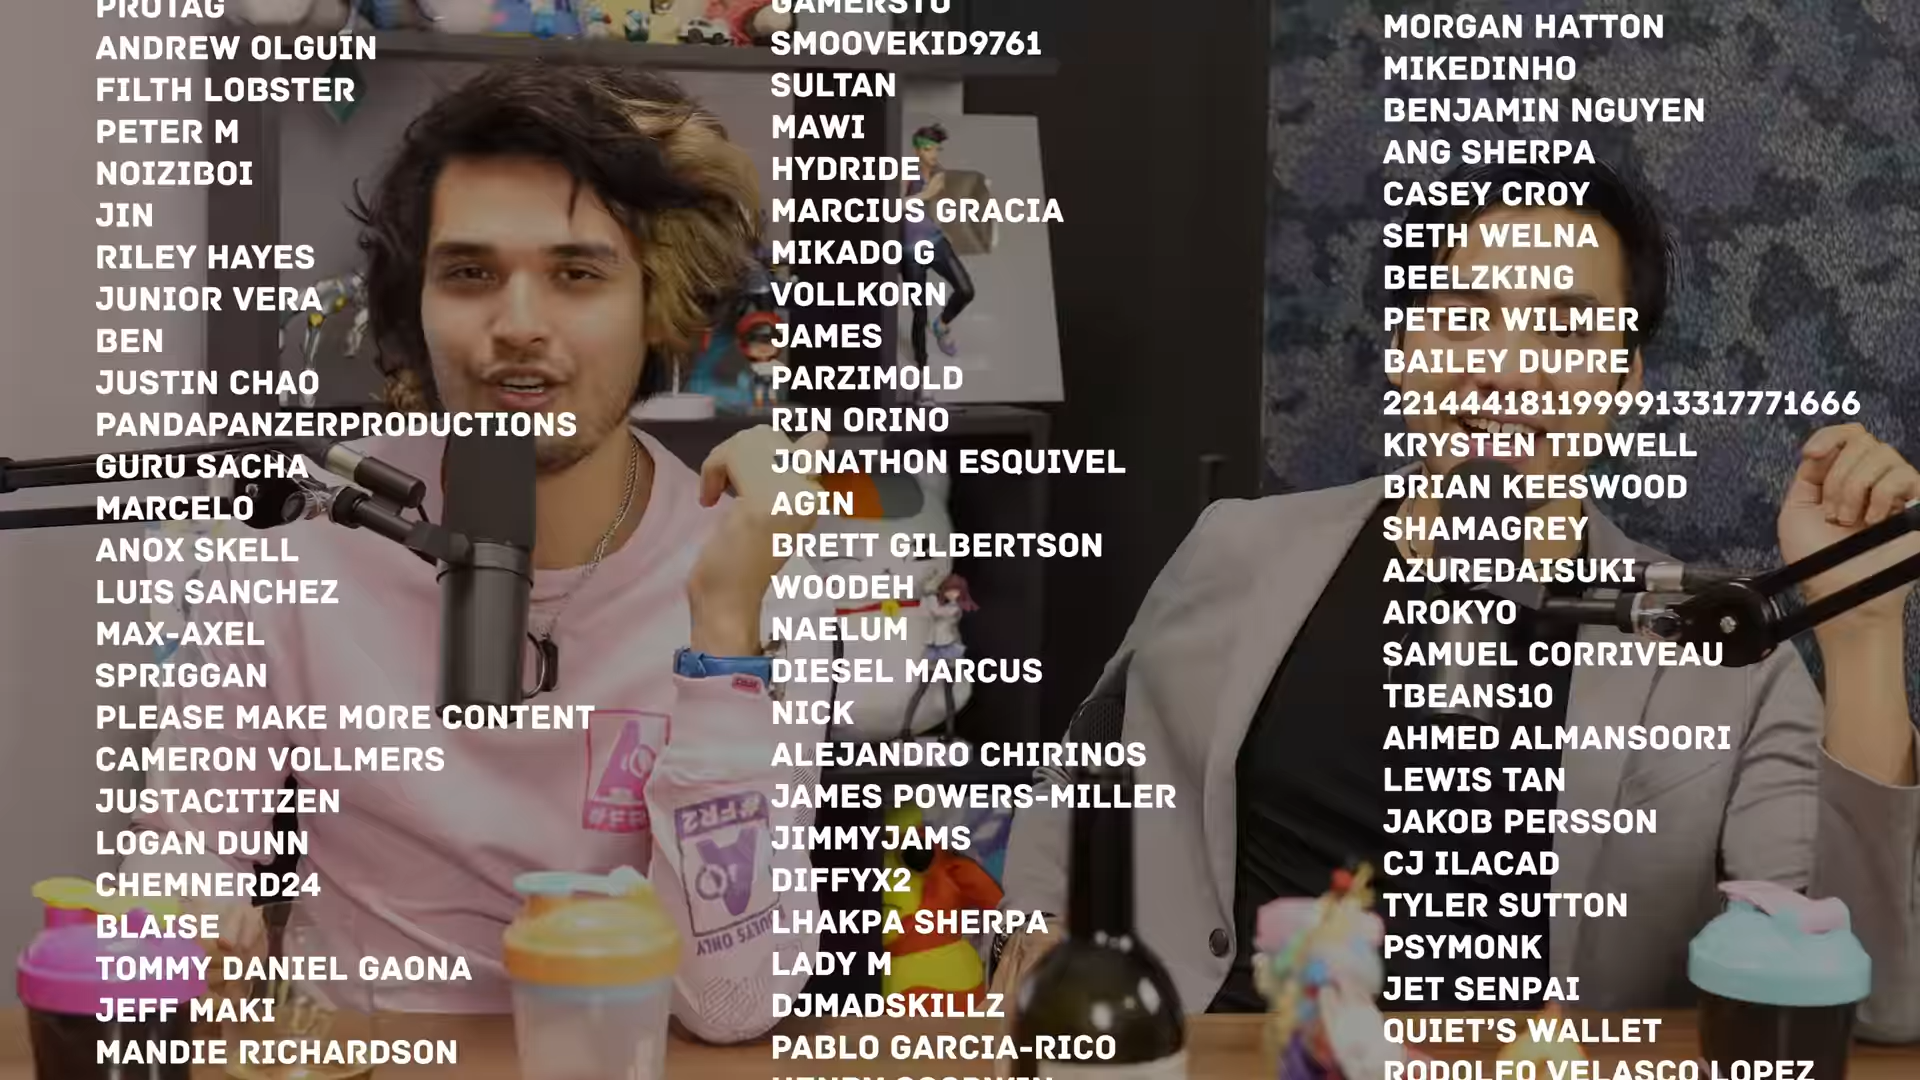 PROTAG
ANDREW OLGUIN
FILTH LOBSTER
PETER M
NOIZIBOI
JIN
RILEY HAYES
JUNIOR VERA
BEN
JUSTIN CHAO
PANDAPANZERPRODUCTIONS
GURU SACHA
MARCELO
ANOX SKELL
LUIS SANCHEZ
MAX-AXEL
SPRIGGAN
PLEASE MAKE MORE CONTENT
CAMERON VOLLMERS
JUSTACITIZEN
LOGAN DUNN
CHEMNERD24
BLAISE
TOMMY DANIEL GAONA
JEFF MAKI
MANDIE RICHARDSON
GAMERSTU
SMOOVEKID9761
SULTAN
MAWI
HYDRIDE
MARCIUS GRACIA
MIKADO G
VOLLKORN
JAMES
PARZIMOLD
RIN ORINO
JONATHON ESQUIVEL
AGIN
BRETT GILBERTSON
WOODEH
NAELUM
DIESEL MARCUS
NICK
ALEJANDRO CHIRINOS
JAMES POWERS-MILLER
JIMMYJAMS
DIFFYX2
LHAKPA SHERPA
LADY M
DJMADSKILLZ
PABLO GARCIA-RICO
MORGAN HATTON
MIKEDINHO
BENJAMIN NGUYEN
ANG SHERPA
CASEY CROY
SETH WELNA
BEELZKING
PETER WILMER
BAILEY DUPRE
2214441811999913317771666
KRYSTEN TIDWELL
BRIAN KEESWOOD
SHAMAGREY
AZUREDAISUKI
AROKYO
SAMUEL CORRIVEAU
TBEANS10
AHMED ALMANSOORI
LEWIS TAN
JAKOB PERSSON
CJ ILACAD
TYLER SUTTON
PSYMONK
JET SENPAI
QUIET'S WALLET
RODOLFO VELASCO LOPEZ
#FR2